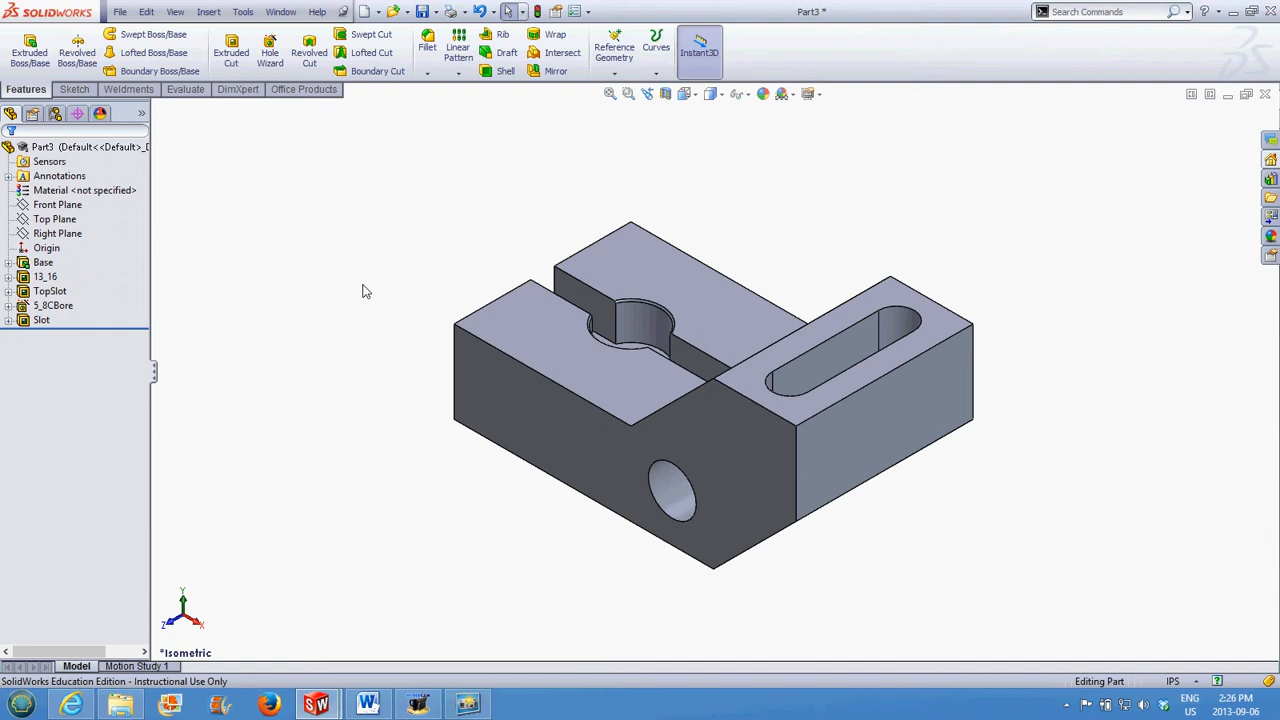 SOLIDWORKS File Edit View Insert Tools Window Help Part3 * Search Commands
Extruded Boss/Base
Revolved Boss/Base
Swept Boss/Base
Lofted Boss/Base
Boundary Boss/Base
Extruded Cut
Hole Wizard
Revolved Cut
Swept Cut
Lofted Cut
Boundary Cut
Fillet
Linear Pattern
Rib
Draft
Shell
Wrap
Intersect
Mirror
Reference Geometry
Curves
Instant3D
Features Sketch Weldments Evaluate DimXpert Office Products
Part3 (Default<<Default>_D
Sensors
Annotations
Material <not specified>
Front Plane
Top Plane
Right Plane
Origin
Base
13_16
TopSlot
5_8CBore
Slot
Y
Z
X
*Isometric
Model Motion Study 1
SolidWorks Education Edition - Instructional Use Only Editing Part IPS
ENG 2:26 PM
US 2013-09-06